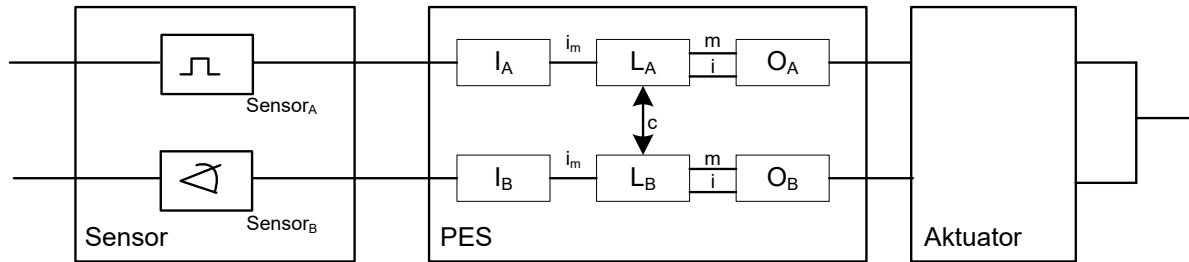 i_m m
I_A L_A O_A
i
Sensor_A
c
i_m m
I_B L_B O_B
i
Sensor_B
Sensor PES Aktuator